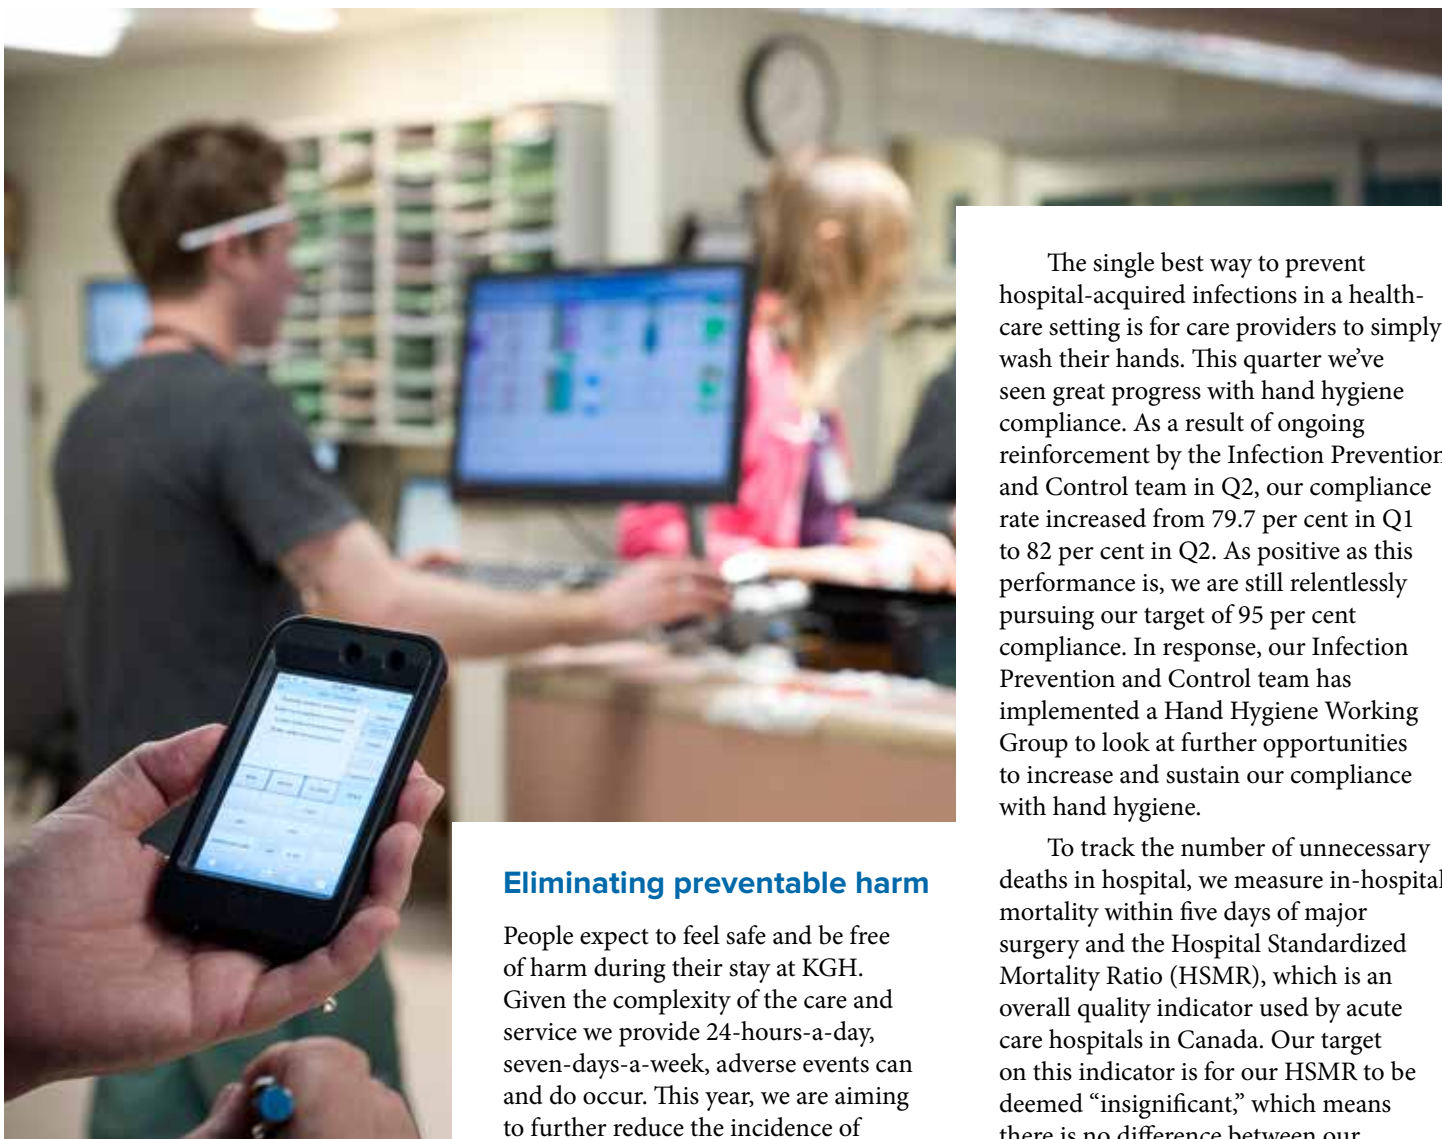 Eliminating preventable harm
People expect to feel safe and be free
of harm during their stay at KGH.
Given the complexity of the care and
service we provide 24-hours-a-day,
seven-days-a-week, adverse events can
and do occur. This year, we are aiming
to further reduce the incidence of
The single best way to prevent
hospital-acquired infections in a health-
care setting is for care providers to simply
wash their hands. This quarter we’ve
seen great progress with hand hygiene
compliance. As a result of ongoing
reinforcement by the Infection Prevention
and Control team in Q2, our compliance
rate increased from 79.7 per cent in Q1
to 82 per cent in Q2. As positive as this
performance is, we are still relentlessly
pursuing our target of 95 per cent
compliance. In response, our Infection
Prevention and Control team has
implemented a Hand Hygiene Working
Group to look at further opportunities
to increase and sustain our compliance
with hand hygiene.
To track the number of unnecessary
deaths in hospital, we measure in-hospital
mortality within five days of major
surgery and the Hospital Standardized
Mortality Ratio (HSMR), which is an
overall quality indicator used by acute
care hospitals in Canada. Our target
on this indicator is for our HSMR to be
deemed “insignificant,” which means
there is no difference between our